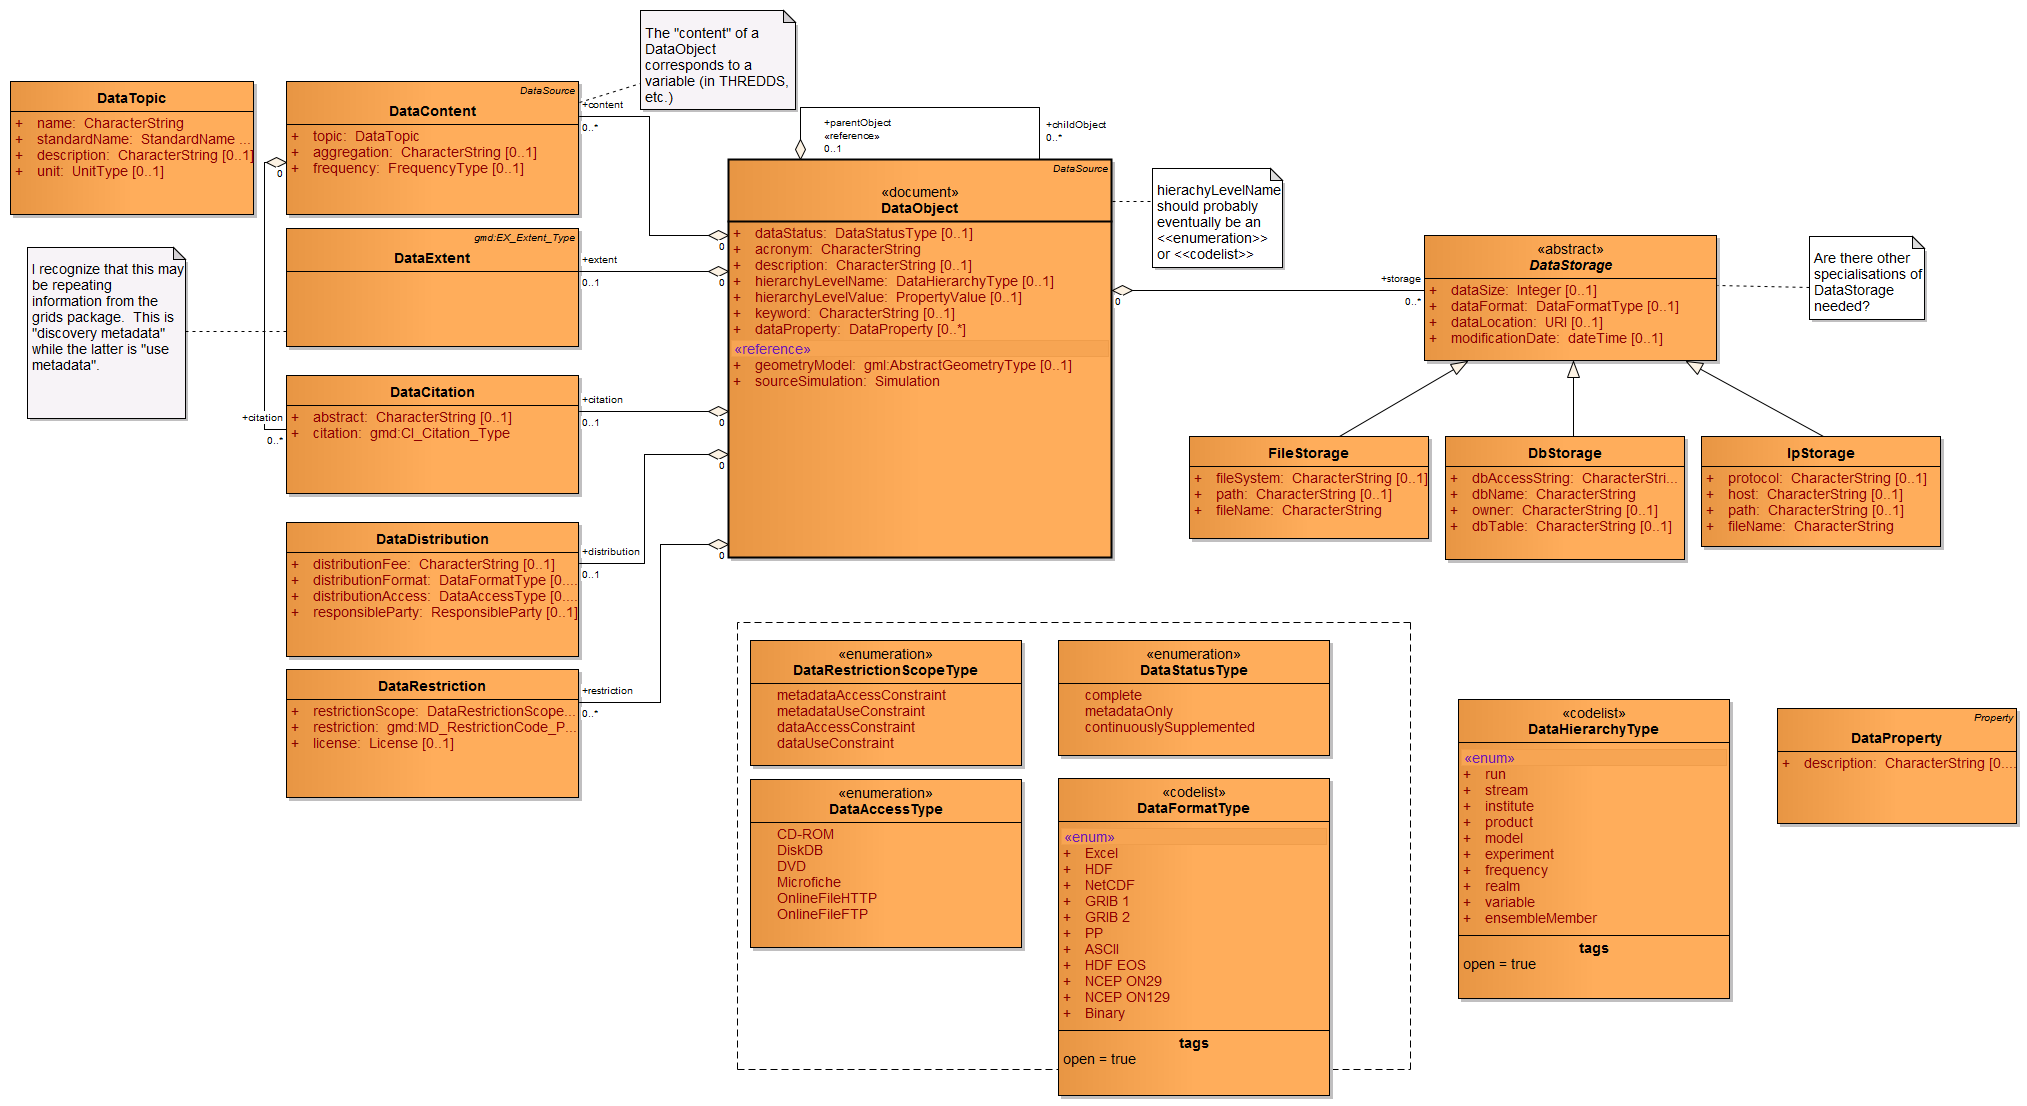 The "content" of a
DataObject
corresponds to a
variable (in THREDDS,
etc.)
DataTopic
+ name: CharacterString
+ standardName: StandardName ...
+ description: CharacterString [0..1]
+ unit: UnitType [0..1]
DataSource
DataContent
+ topic: DataTopic
+ aggregation: CharacterString [0..1]
+ frequency: FrequencyType [0..1]
+content
0..*
0
+parentObject
«reference»
0..1
+childObject
0..*
DataSource
«document»
DataObject
+ dataStatus: DataStatusType [0..1]
+ acronym: CharacterString
+ description: CharacterString [0..1]
+ hierarchyLevelName: DataHierarchyType [0..1]
+ hierarchyLevelValue: PropertyValue [0..1]
+ keyword: CharacterString [0..1]
+ dataProperty: DataProperty [0..*]
«reference»
+ geometryModel: gml:AbstractGeometryType [0..1]
+ sourceSimulation: Simulation
0
0
0
0
0
0
hierachyLevelName
should probably
eventually be an
<<enumeration>>
or <<codelist>>
+storage
0..*
«abstract»
DataStorage
+ dataSize: Integer [0..1]
+ dataFormat: DataFormatType [0..1]
+ dataLocation: URI [0..1]
+ modificationDate: dateTime [0..1]
Are there other
specialisations of
DataStorage
needed?
I recognize that this may
be repeating
information from the
grids package. This is
"discovery metadata"
while the latter is "use
metadata".
gmd:EX_Extent_Type
DataExtent
+extent
0..1
DataCitation
+ abstract: CharacterString [0..1]
+ citation: gmd:CI_Citation_Type
+citation
0..*
+citation
0..1
FileStorage
+ fileSystem: CharacterString [0..1]
+ path: CharacterString [0..1]
+ fileName: CharacterString
DbStorage
+ dbAccessString: CharacterStri...
+ dbName: CharacterString
+ owner: CharacterString [0..1]
+ dbTable: CharacterString [0..1]
IpStorage
+ protocol: CharacterString [0..1]
+ host: CharacterString [0..1]
+ path: CharacterString [0..1]
+ fileName: CharacterString
DataDistribution
+ distributionFee: CharacterString [0..1]
+ distributionFormat: DataFormatType [0....
+ distributionAccess: DataAccessType [0....
+ responsibleParty: ResponsibleParty [0..1]
+distribution
0..1
DataRestriction
+ restrictionScope: DataRestrictionScope...
+ restriction: gmd:MD_RestrictionCode_P...
+ license: License [0..1]
+restriction
0..*
«enumeration»
DataRestrictionScopeType
metadataAccessConstraint
metadataUseConstraint
dataAccessConstraint
dataUseConstraint
«enumeration»
DataStatusType
complete
metadataOnly
continuouslySupplemented
«enumeration»
DataAccessType
CD-ROM
DiskDB
DVD
Microfiche
OnlineFileHTTP
OnlineFileFTP
«codelist»
DataFormatType
«enum»
+ Excel
+ HDF
+ NetCDF
+ GRIB 1
+ GRIB 2
+ PP
+ ASCII
+ HDF EOS
+ NCEP ON29
+ NCEP ON129
+ Binary
tags
open = true
«codelist»
DataHierarchyType
«enum»
+ run
+ stream
+ institute
+ product
+ model
+ experiment
+ frequency
+ realm
+ variable
+ ensembleMember
tags
open = true
Property
DataProperty
+ description: CharacterString [0....